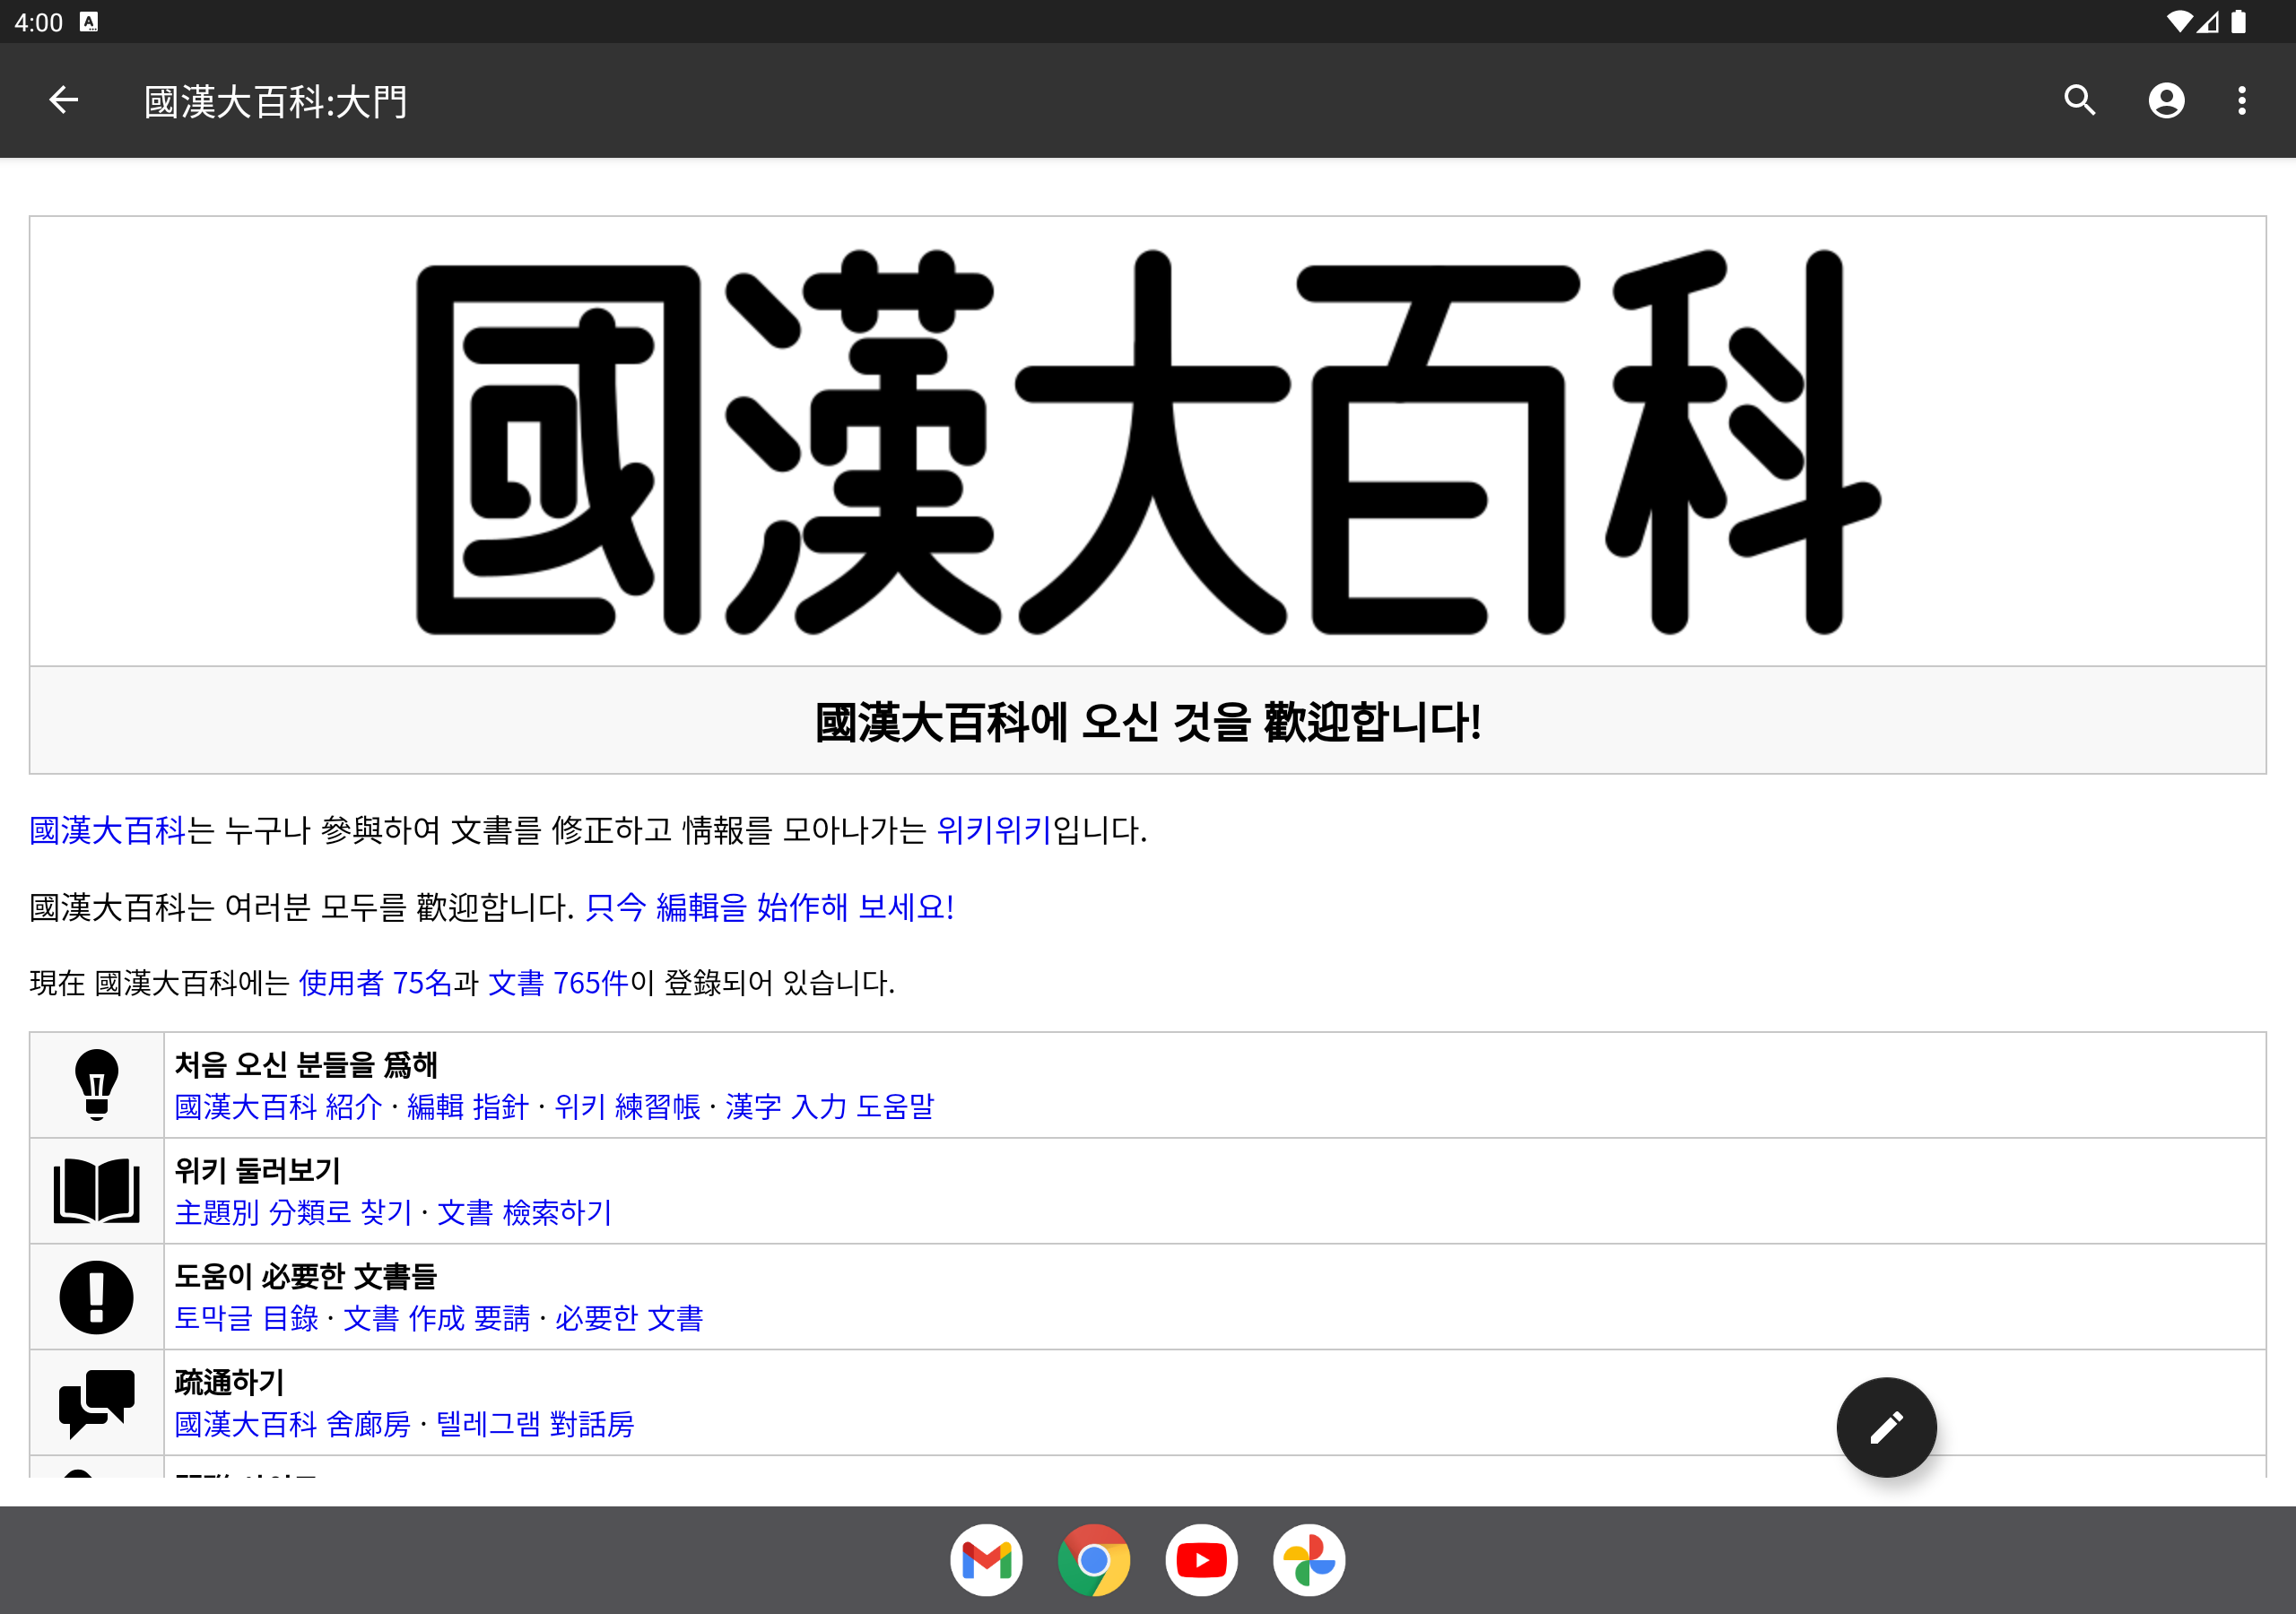 4:00
國漢大百科:大門
國漢大百科
國漢大百科에 오신 것을 歡迎합니다!
國漢大百科는 누구나 參與하여 文書를 修正하고 情報를 모아나가는 위키위키입니다.
國漢大百科는 여러분 모두를 歡迎합니다. 只今 編輯을 始作해 보세요!
現在 國漢大百科에는 使用者 75名과 文書 765件이 登錄되어 있습니다.
처음 오신 분들을 爲해
國漢大百科 紹介 · 編輯 指針 · 위키 練習帳 · 漢字 入力 도움말
위키 둘러보기
主題別 分類로 찾기 · 文書 檢索하기
도움이 必要한 文書들
토막글 目錄 · 文書 作成 要請 · 必要한 文書
疏通하기
國漢大百科 舍廊房 · 텔레그램 對話房